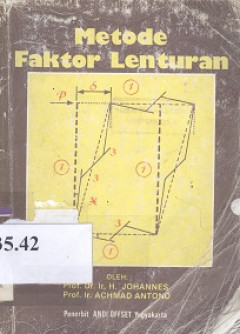 Metode
Faktor Lenturan
P
δ
1
1
3
1
3
1
35.42
OLEH :
Prof. Dr. Ir. H. JOHANNES
Prof. Ir. ACHMAD ANTONO
Penerbit ANDI OFFSET Yogyakarta